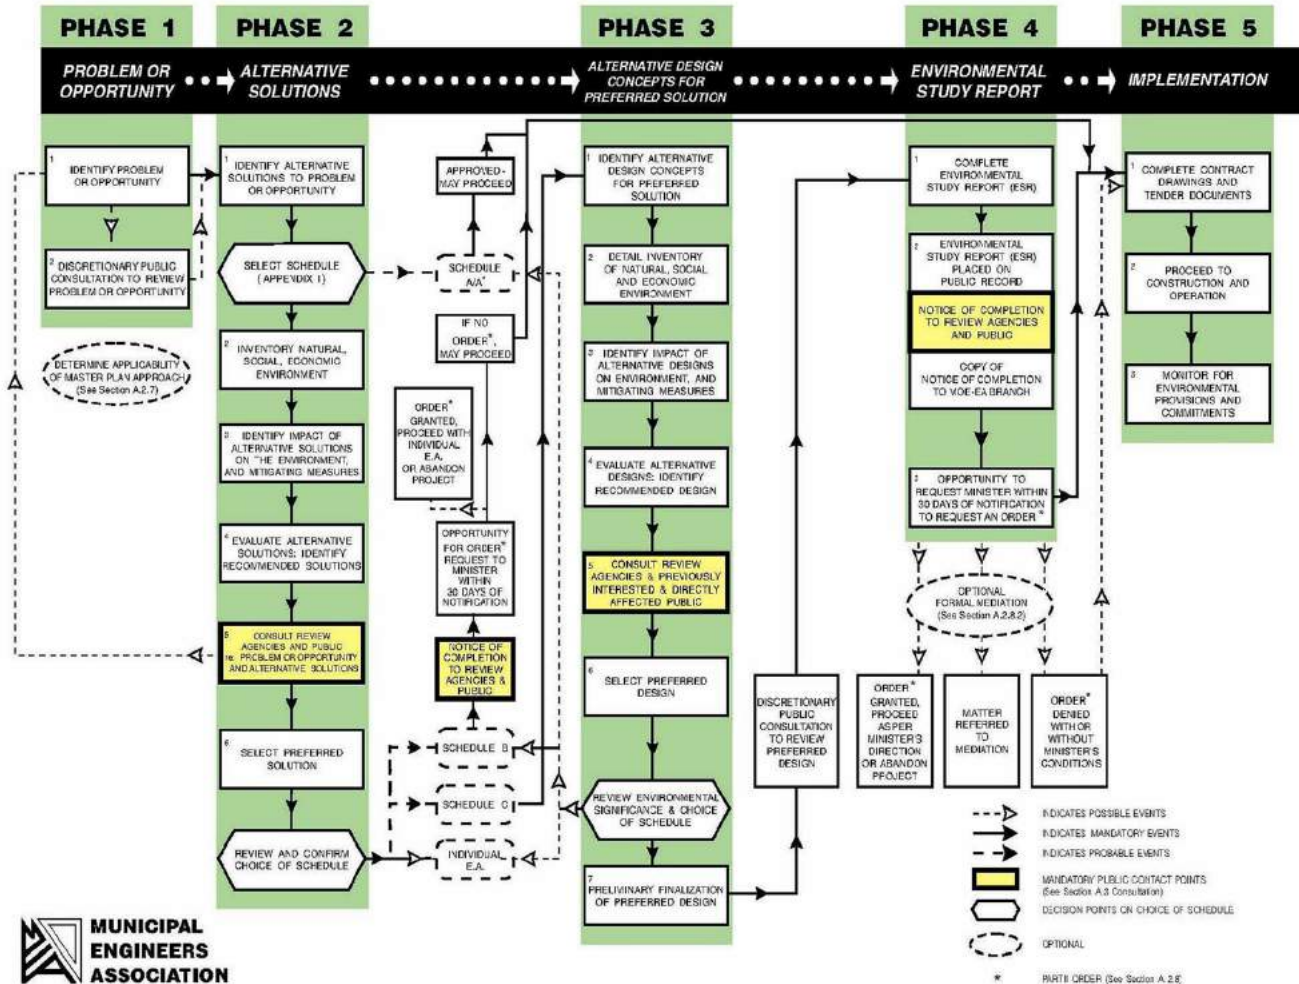 PHASE 1
PHASE 2
PHASE 3
PHASE 4
PHASE 5
PROBLEM OR
OPPORTUNITY
ALTERNATIVE
SOLUTIONS
ALTERNATIVE DESIGN
CONCEPTS FOR
PREFERRED SOLUTION
ENVIRONMENTAL
STUDY REPORT
IMPLEMENTATION
1
IDENTIFY PROBLEM
OR OPPORTUNITY
2
DISCRETIONARY PUBLIC
CONSULTATION TO REVIEW
PROBLEM OR OPPORTUNITY
DETERMINE APPLICABILITY
OF MASTER PLAN APPROACH
(See Section A.2.7)
1
IDENTIFY ALTERNATIVE
SOLUTIONS TO PROBLEM
OR OPPORTUNITY
SELECT SCHEDULE
(APPENDIX I)
2
INVENTORY NATURAL,
SOCIAL, ECONOMIC
ENVIRONMENT
3
IDENTIFY IMPACT OF
ALTERNATIVE SOLUTIONS
ON THE ENVIRONMENT,
AND MITIGATING MEASURES
4
EVALUATE ALTERNATIVE
SOLUTIONS: IDENTIFY
RECOMMENDED SOLUTIONS
5
CONSULT REVIEW
AGENCIES AND PUBLIC
re: PROBLEM OR OPPORTUNITY
AND ALTERNATIVE SOLUTIONS
6
SELECT PREFERRED
SOLUTION
REVIEW AND CONFIRM
CHOICE OF SCHEDULE
APPROVED -
MAY PROCEED
SCHEDULE
A/A+
IF NO
ORDER*,
MAY PROCEED
ORDER*
GRANTED,
PROCEED WITH
INDIVIDUAL
E.A.
OR ABANDON
PROJECT
OPPORTUNITY
FOR ORDER*
REQUEST TO
MINISTER
WITHIN
30 DAYS OF
NOTIFICATION
NOTICE OF
COMPLETION
TO REVIEW
AGENCIES &
PUBLIC
SCHEDULE B
SCHEDULE C
INDIVIDUAL
E.A.
1
IDENTIFY ALTERNATIVE
DESIGN CONCEPTS
FOR PREFERRED
SOLUTION
2
DETAIL INVENTORY
OF NATURAL, SOCIAL
AND ECONOMIC
ENVIRONMENT
3
IDENTIFY IMPACT OF
ALTERNATIVE DESIGNS
ON ENVIRONMENT, AND
MITIGATING MEASURES
4
EVALUATE ALTERNATIVE
DESIGNS: IDENTIFY
RECOMMENDED DESIGN
5
CONSULT REVIEW
AGENCIES & PREVIOUSLY
INTERESTED & DIRECTLY
AFFECTED PUBLIC
6
SELECT PREFERRED
DESIGN
REVIEW ENVIRONMENTAL
SIGNIFICANCE & CHOICE
OF SCHEDULE
7
PRELIMINARY FINALIZATION
OF PREFERRED DESIGN
DISCRETIONARY
PUBLIC
CONSULTATION
TO REVIEW
PREFERRED
DESIGN
1
COMPLETE
ENVIRONMENTAL
STUDY REPORT (ESR)
2
ENVIRONMENTAL
STUDY REPORT (ESR)
PLACED ON
PUBLIC RECORD
NOTICE OF COMPLETION
TO REVIEW AGENCIES
AND PUBLIC
COPY OF
NOTICE OF COMPLETION
TO MOE-EA BRANCH
3
OPPORTUNITY TO
REQUEST MINISTER WITHIN
30 DAYS OF NOTIFICATION
TO REQUEST AN ORDER*
OPTIONAL
FORMAL MEDIATION
(See Section A.2.8.2)
ORDER*
GRANTED,
PROCEED
AS PER
MINISTER'S
DIRECTION
OR ABANDON
PROJECT
MATTER
REFERRED
TO
MEDIATION
ORDER*
DENIED
WITH OR
WITHOUT
MINISTER'S
CONDITIONS
1
COMPLETE CONTRACT
DRAWINGS AND
TENDER DOCUMENTS
2
PROCEED TO
CONSTRUCTION AND
OPERATION
3
MONITOR FOR
ENVIRONMENTAL
PROVISIONS AND
COMMITMENTS
INDICATES POSSIBLE EVENTS
INDICATES MANDATORY EVENTS
INDICATES PROBABLE EVENTS
MANDATORY PUBLIC CONTACT POINTS
(See Section A.3 Consultation)
DECISION POINTS ON CHOICE OF SCHEDULE
OPTIONAL
* PART II ORDER (See Section A.2.8)
MUNICIPAL
ENGINEERS
ASSOCIATION